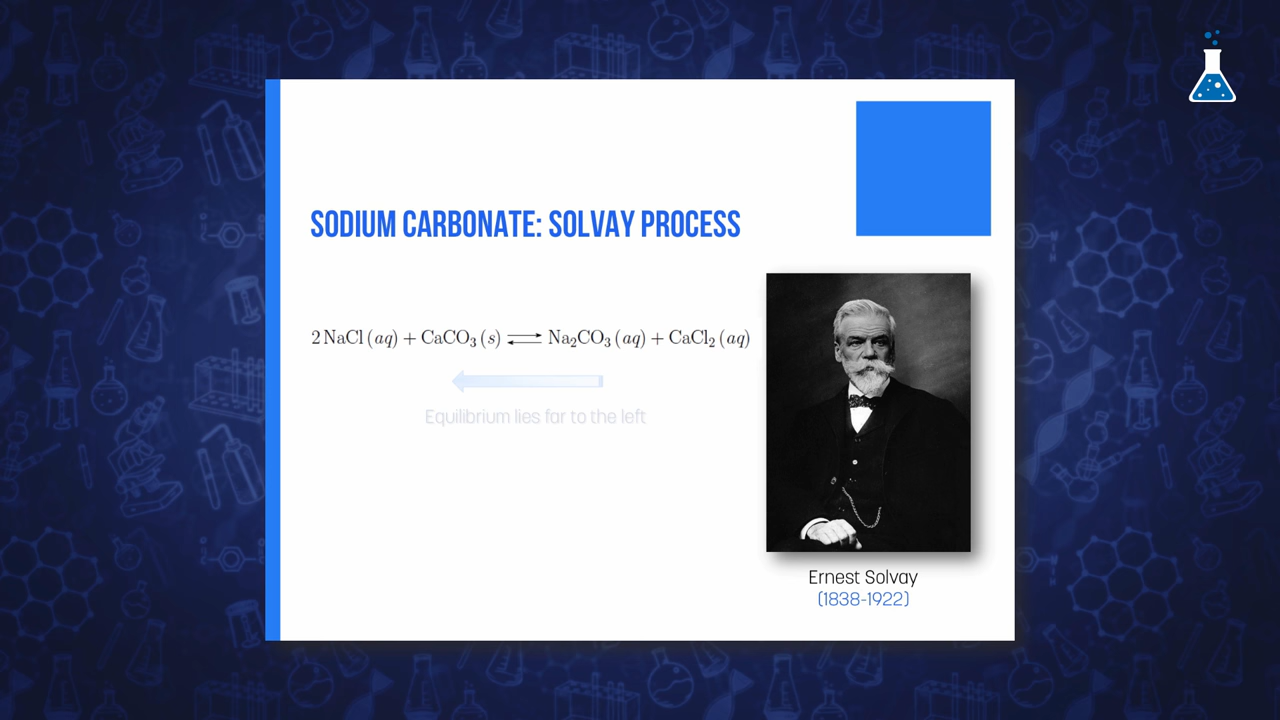 SODIUM CARBONATE: SOLVAY PROCESS
2 NaCl (aq) + CaCO₃ (s) ⇌ Na₂CO₃ (aq) + CaCl₂ (aq)
Equilibrium lies far to the left
Ernest Solvay
(1838-1922)